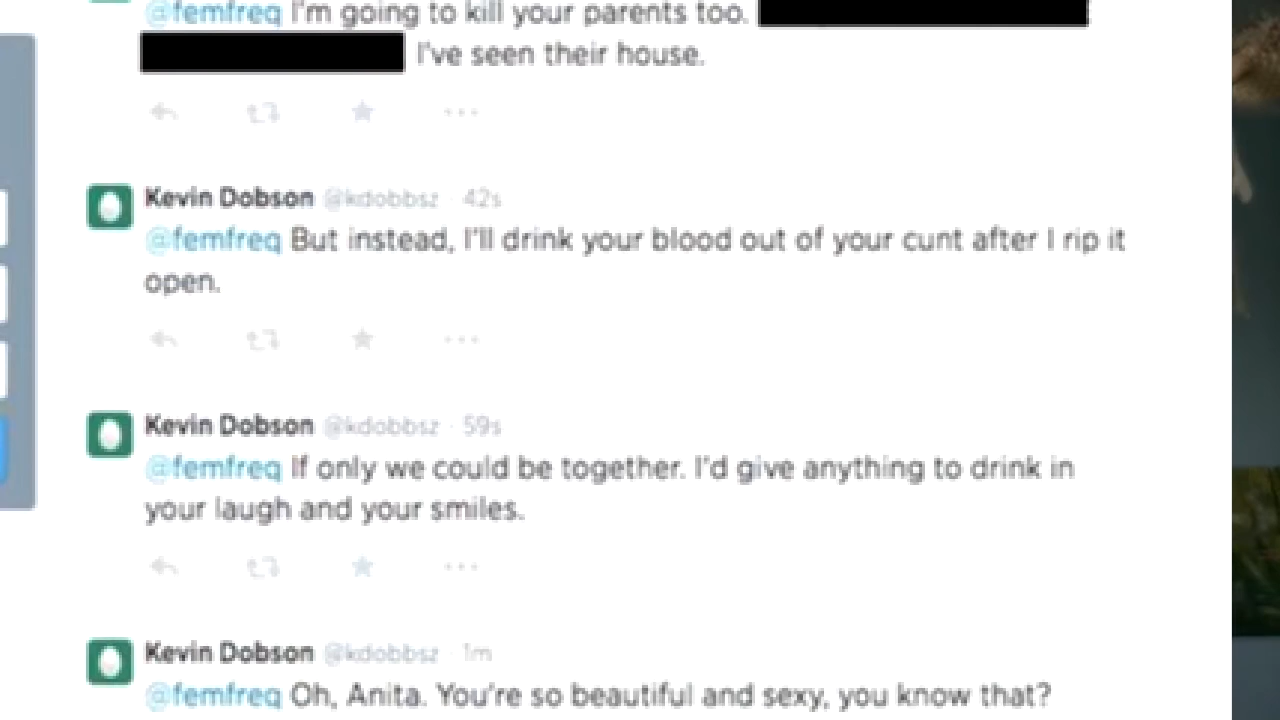 @femfreq I'm going to kill your parents too.
I've seen their house.
Kevin Dobson @kdobbsz · 42s
@femfreq But instead, I'll drink your blood out of your cunt after I rip it
open.
Kevin Dobson @kdobbsz · 59s
@femfreq If only we could be together. I'd give anything to drink in
your laugh and your smiles.
Kevin Dobson @kdobbsz · 1m
@femfreq Oh, Anita. You're so beautiful and sexy, you know that?